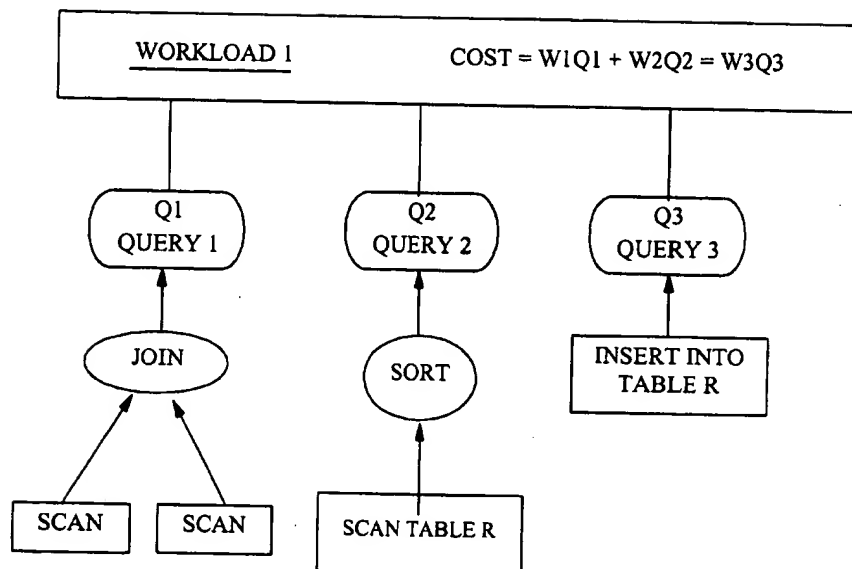 WORKLOAD 1
COST = W1Q1 + W2Q2 = W3Q3
Q1
QUERY 1
Q2
QUERY 2
Q3
QUERY 3
JOIN
SORT
INSERT INTO
TABLE R
SCAN
SCAN
SCAN TABLE R